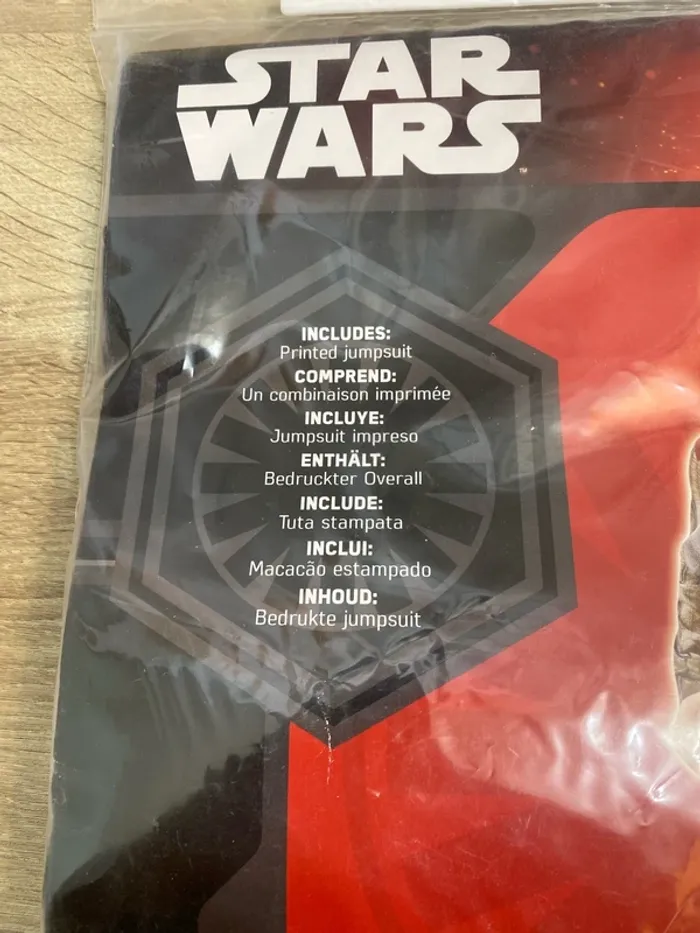 STAR
WARS
™
INCLUDES:
Printed jumpsuit
COMPREND:
Un combinaison imprimée
INCLUYE:
Jumpsuit impreso
ENTHÄLT:
Bedruckter Overall
INCLUDE:
Tuta stampata
INCLUI:
Macacão estampado
INHOUD:
Bedrukte jumpsuit